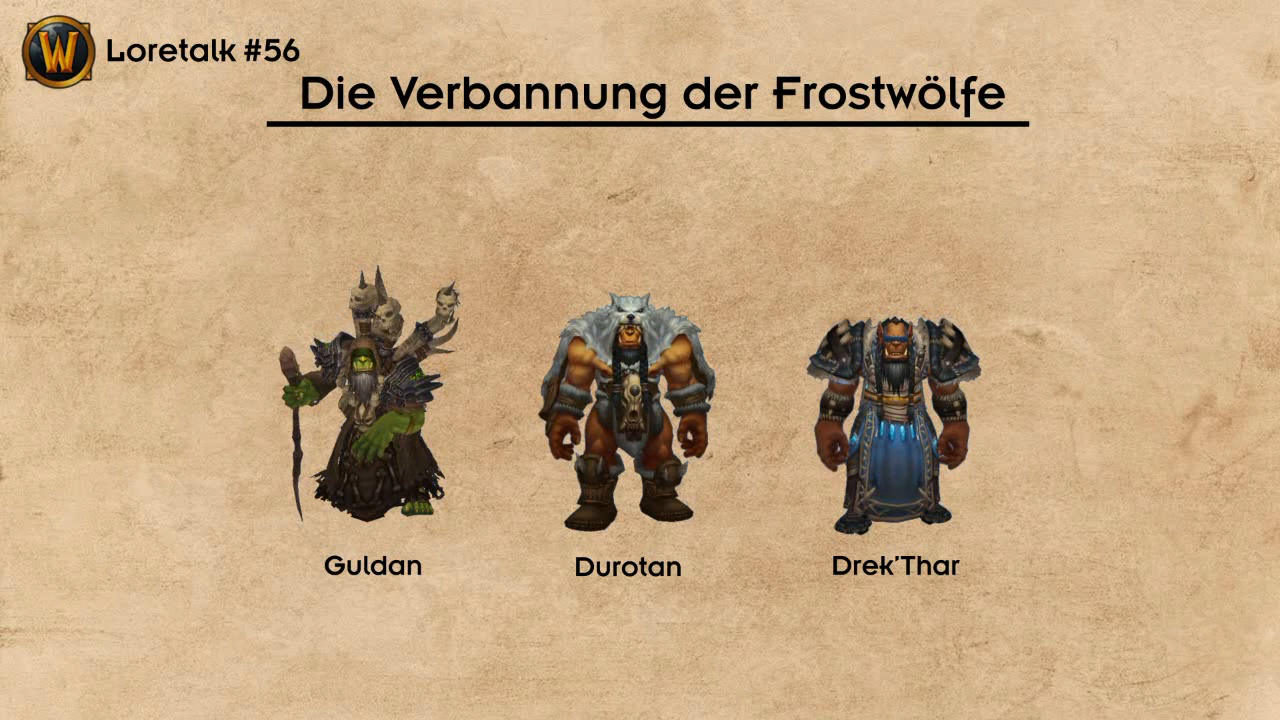 Loretalk #56
Die Verbannung der Frostwölfe
Guldan
Durotan
Drek'Thar